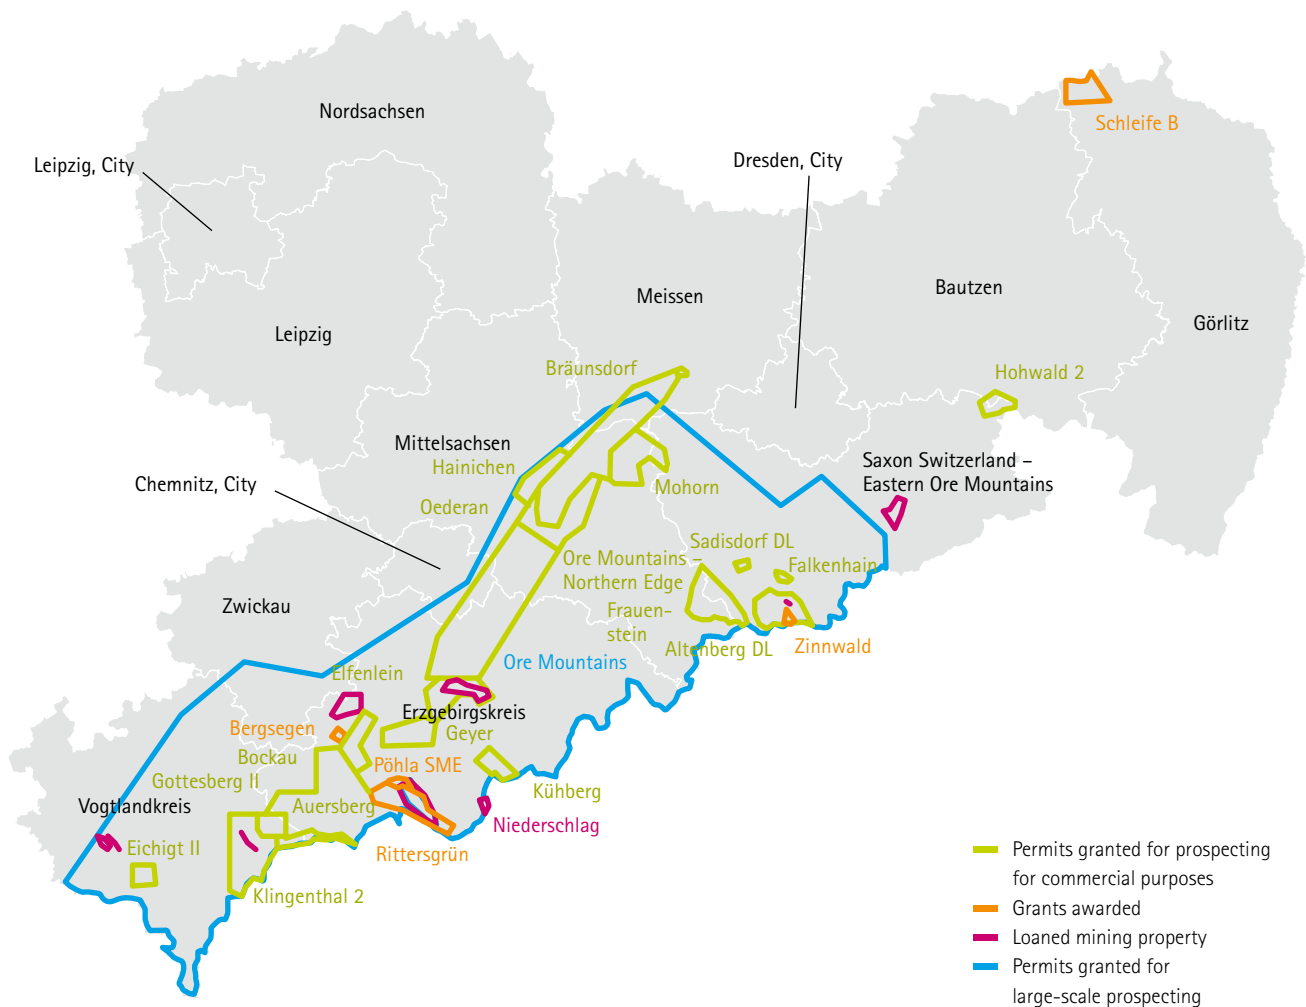 Nordsachsen
Schleife B
Leipzig, City
Dresden, City
Bautzen
Meissen
Görlitz
Leipzig
Bräunsdorf
Hohwald 2
Mittelsachsen
Hainichen
Saxon Switzerland –
Eastern Ore Mountains
Chemnitz, City
Mohorn
Oederan
Sadisdorf DL
Ore Mountains –
Northern Edge
Falkenhain
Zwickau
Frauen-
stein
Altenberg DL
Zinnwald
Ore Mountains
Elfenlein
Erzgebirgskreis
Bergsegen
Geyer
Bockau
Pöhla SME
Gottesberg II
Kühberg
Vogtlandkreis
Auersberg
Niederschlag
Eichigt II
Rittersgrün
Klingenthal 2
Permits granted for prospecting
for commercial purposes
Grants awarded
Loaned mining property
Permits granted for
large-scale prospecting